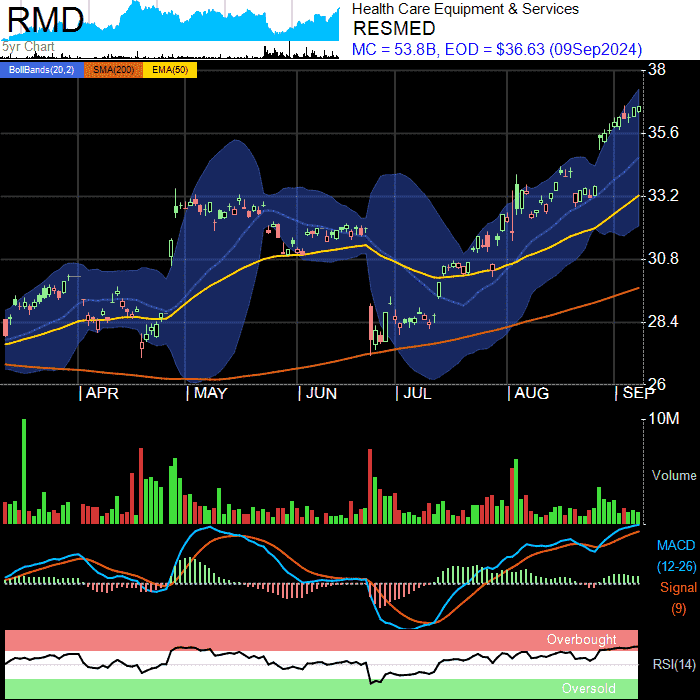 RMD
5yr Chart
Health Care Equipment & Services
RESMED
MC = 53.8B, EOD = $36.63 (09Sep2024)
BollBands(20,2) SMA(200) EMA(50)
38
35.6
33.2
30.8
28.4
26
APR MAY JUN JUL AUG SEP
10M
Volume
MACD
(12-26)
Signal
(9)
Overbought
RSI(14)
Oversold